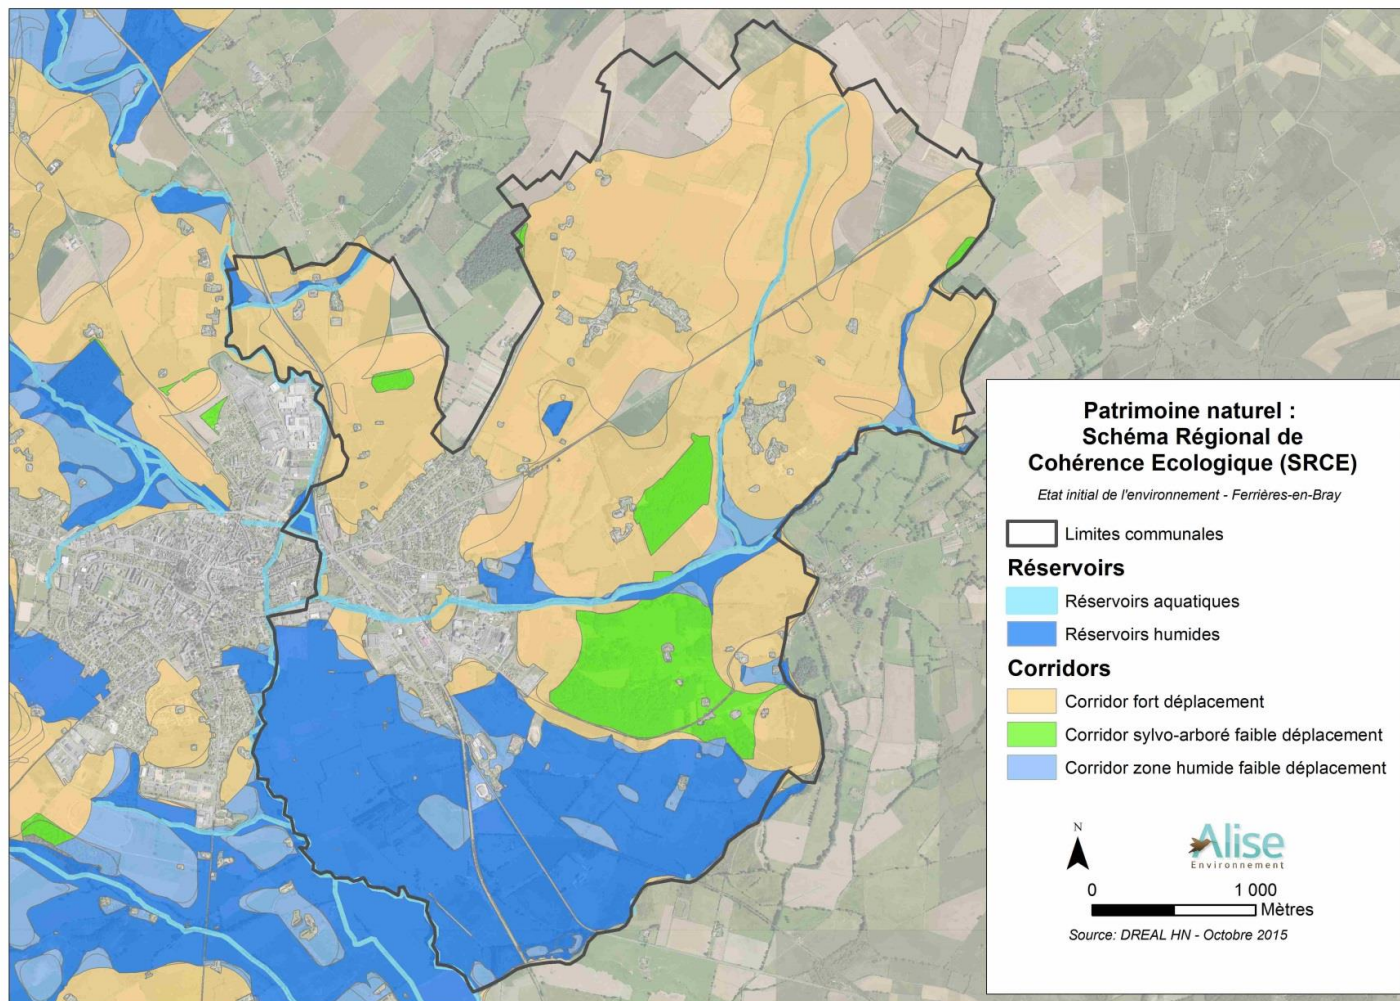 Patrimoine naturel :
Schéma Régional de
Cohérence Ecologique (SRCE)
Etat initial de l'environnement - Ferrières-en-Bray
Limites communales
Réservoirs
Réservoirs aquatiques
Réservoirs humides
Corridors
Corridor fort déplacement
Corridor sylvo-arboré faible déplacement
Corridor zone humide faible déplacement
N
Alise
Environnement
0 1 000
Mètres
Source: DREAL HN - Octobre 2015